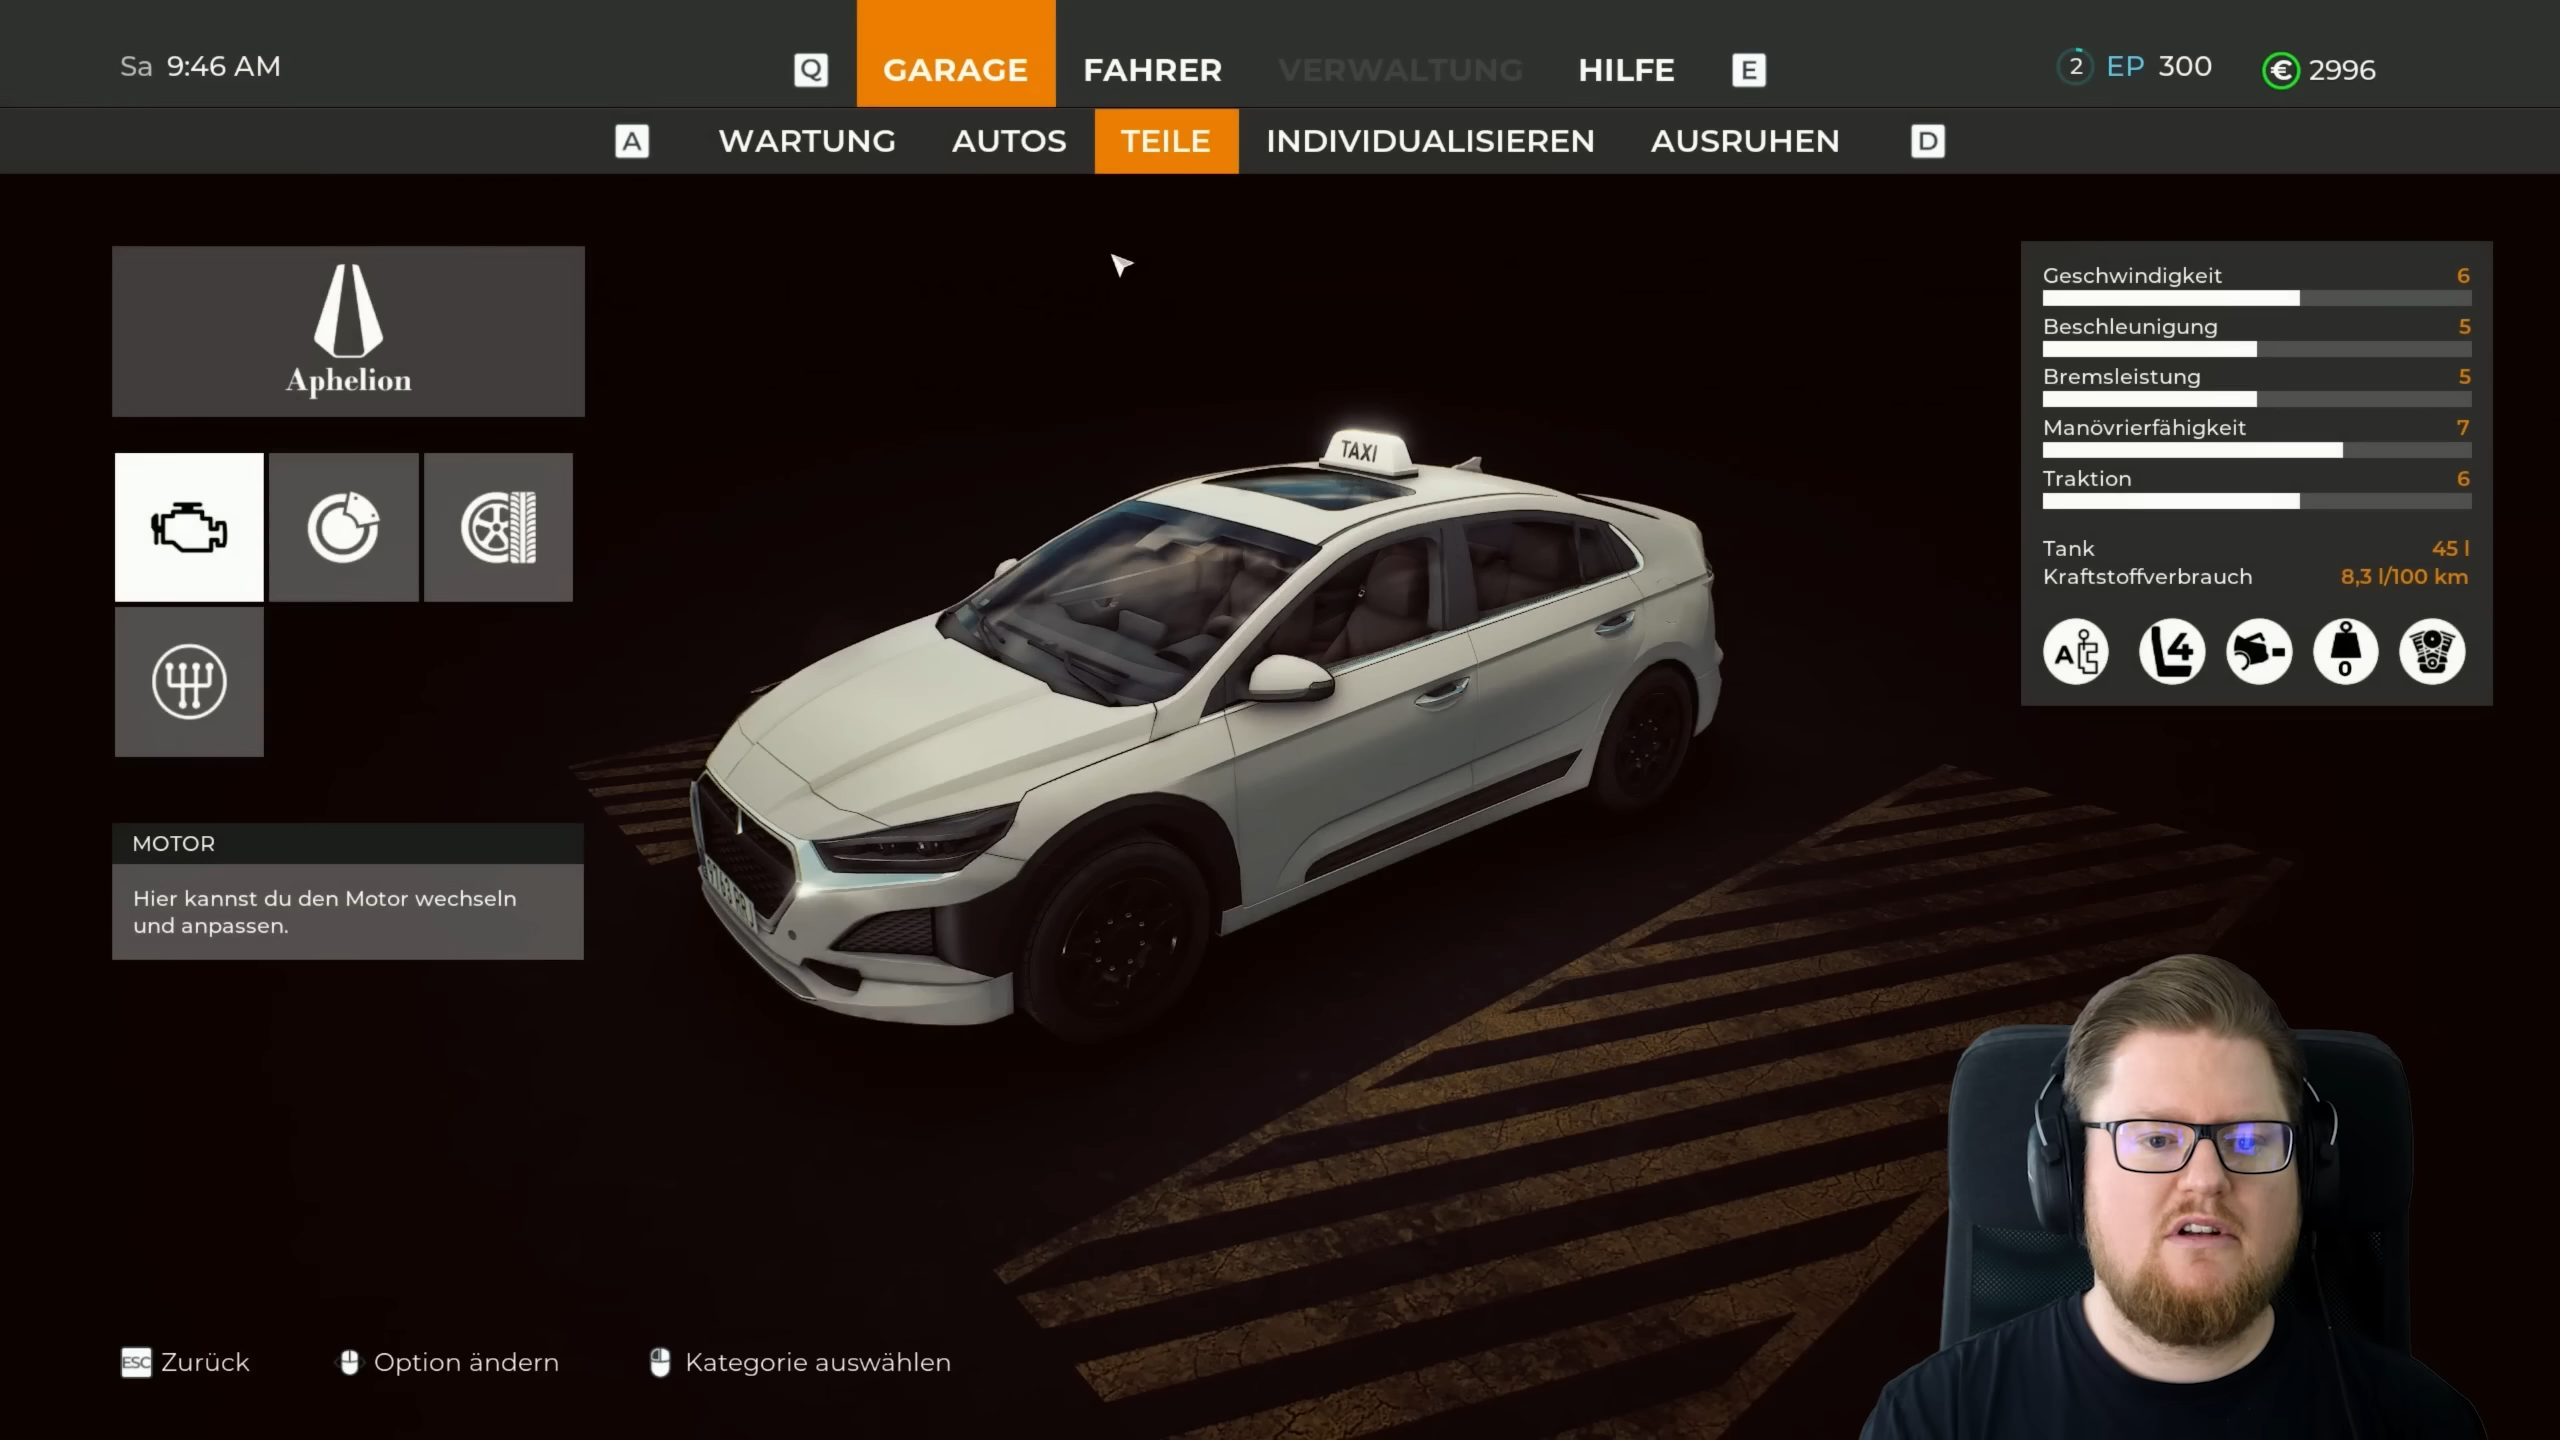 Sa 9:46 AM
Q GARAGE FAHRER VERWALTUNG HILFE E
2 EP 300 € 2996
A WARTUNG AUTOS TEILE INDIVIDUALISIEREN AUSRUHEN D
Aphelion
MOTOR
Hier kannst du den Motor wechseln
und anpassen.
TAXI
Geschwindigkeit 6
Beschleunigung 5
Bremsleistung 5
Manövrierfähigkeit 7
Traktion 6
Tank 45 l
Kraftstoffverbrauch 8,3 l/100 km
A 4 0
ESC Zurück Option ändern Kategorie auswählen